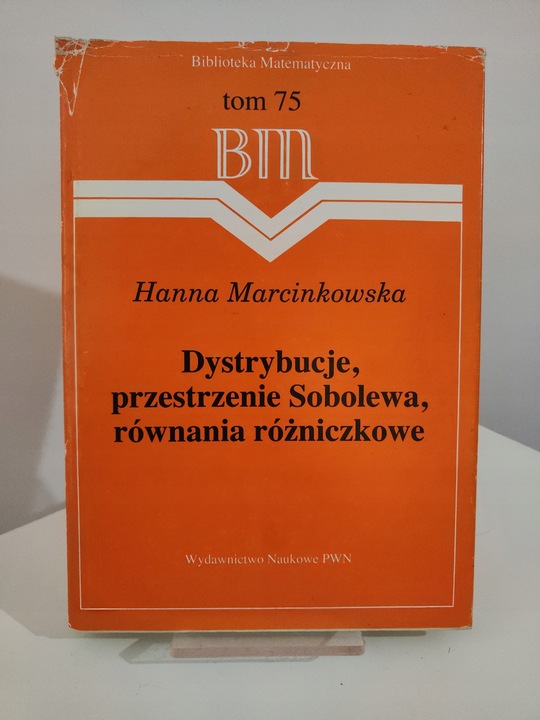 Biblioteka Matematyczna
tom 75
BM
Hanna Marcinkowska
Dystrybucje,
przestrzenie Sobolewa,
równania różniczkowe
Wydawnictwo Naukowe PWN